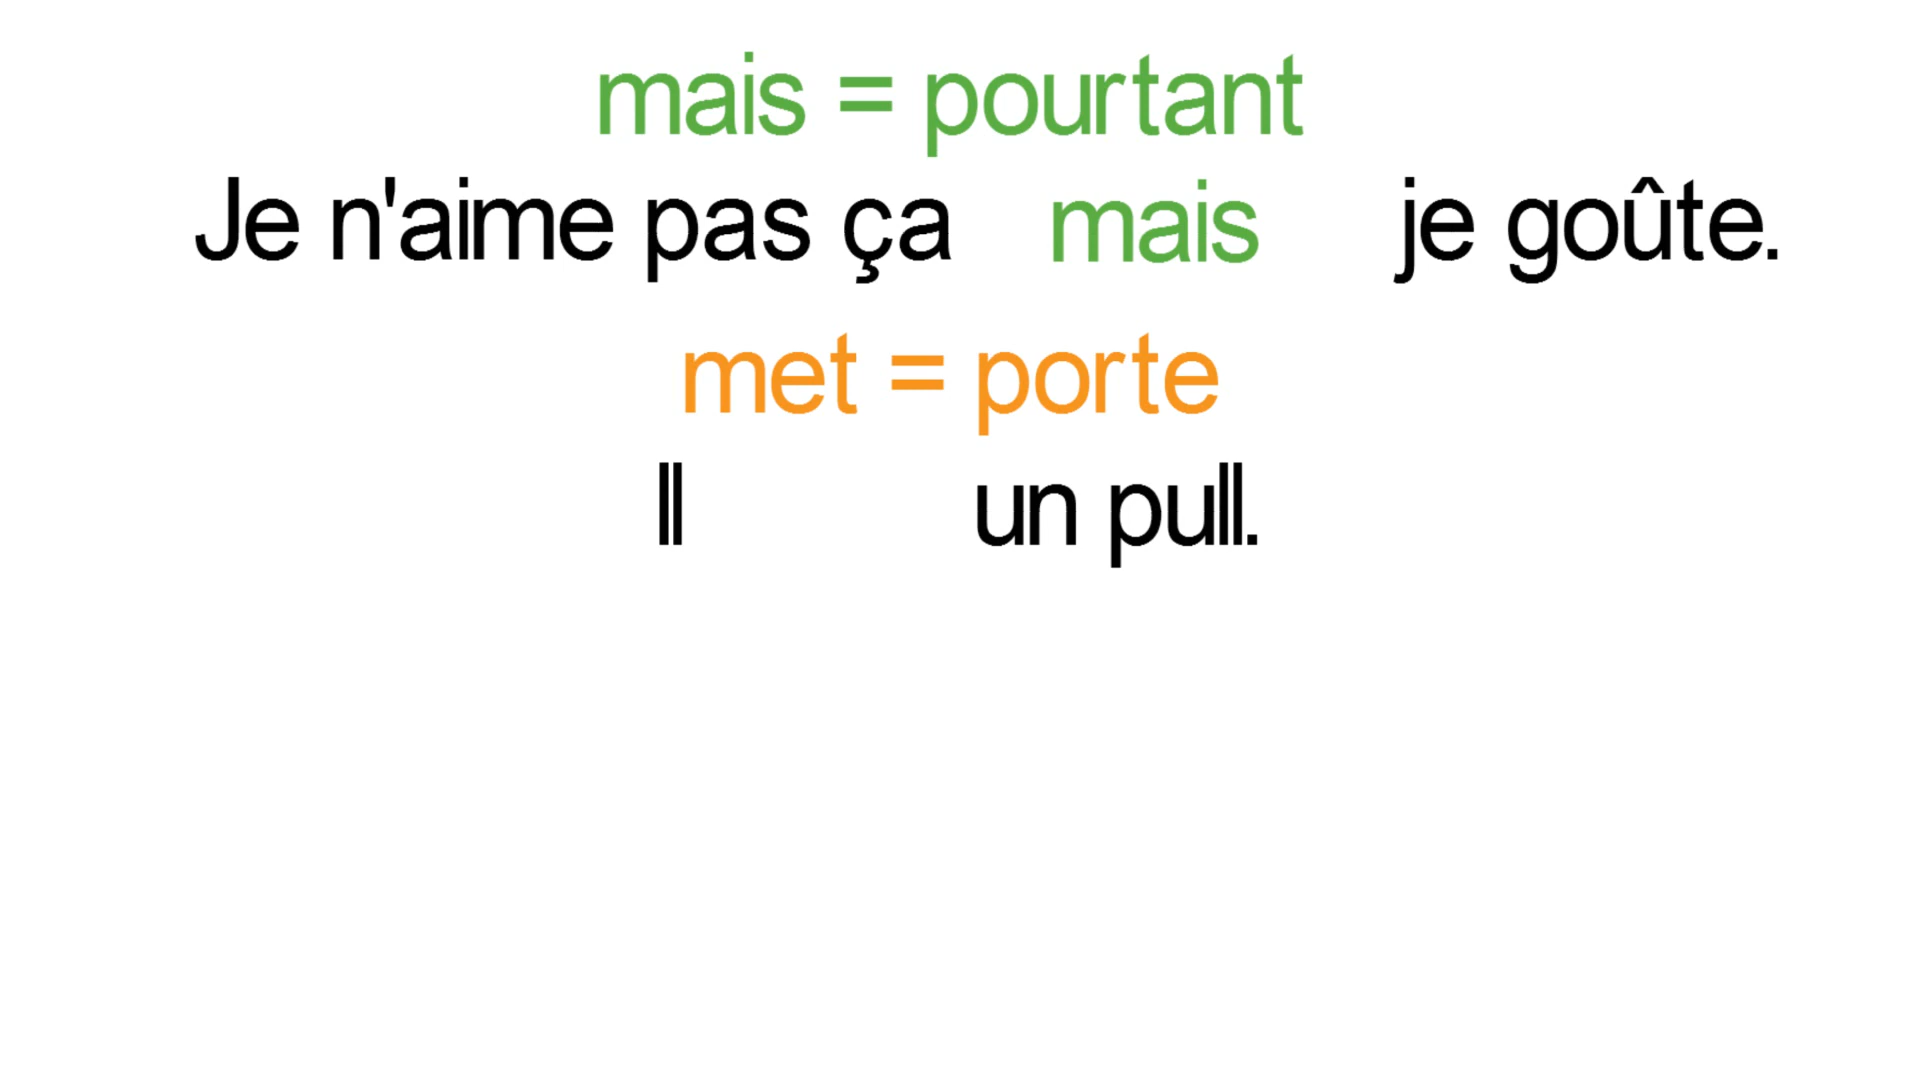 mais = pourtant
Je n'aime pas ça mais je goûte.
met = porte
Il un pull.